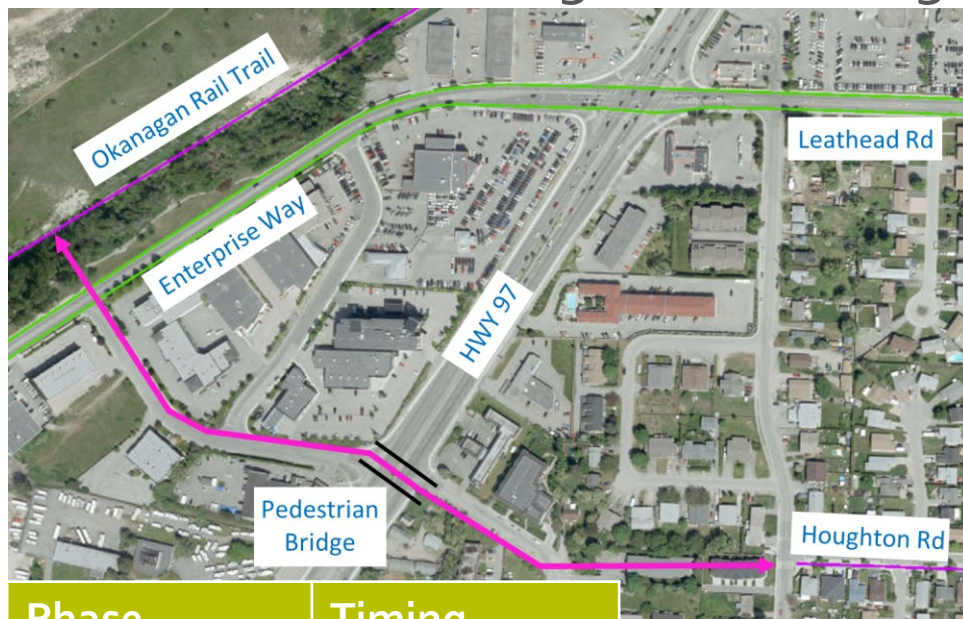 Okanagan Rail Trail
Leathead Rd
Enterprise Way
HWY 97
Pedestrian
Bridge
Houghton Rd
Phase
Timing